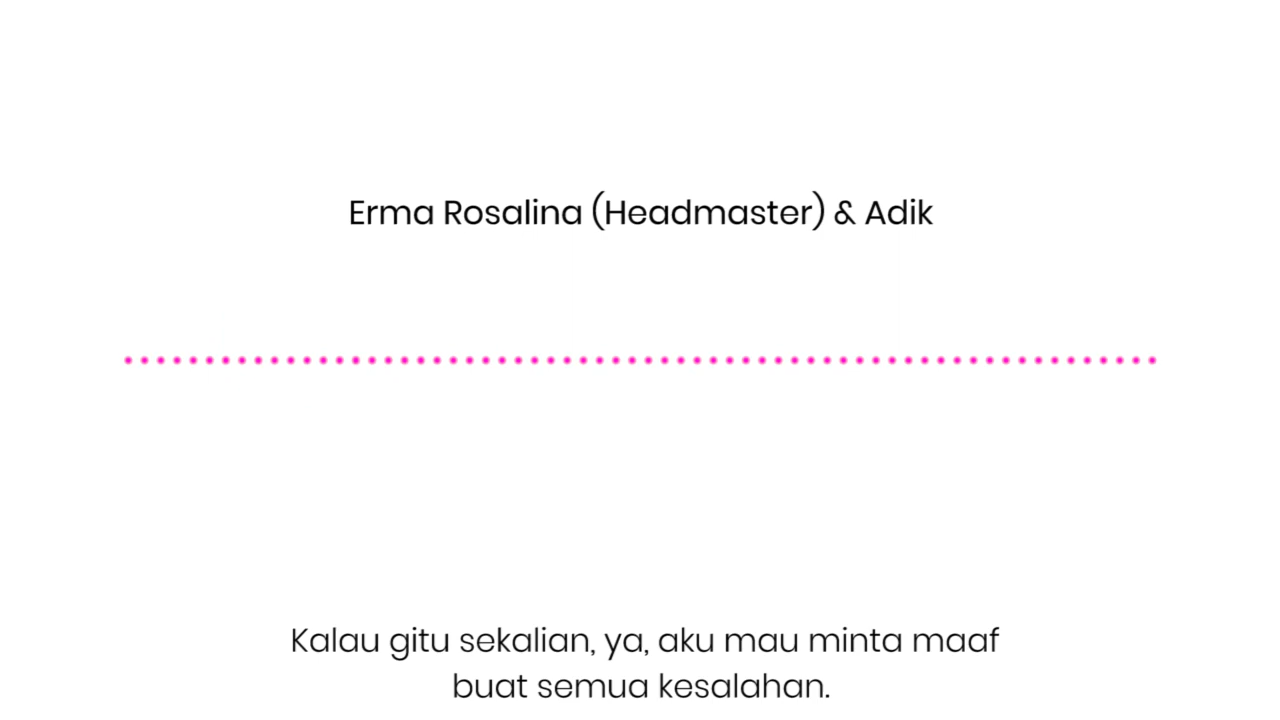 Erma Rosalina (Headmaster) & Adik
Kalau gitu sekalian, ya, aku mau minta maaf
buat semua kesalahan.